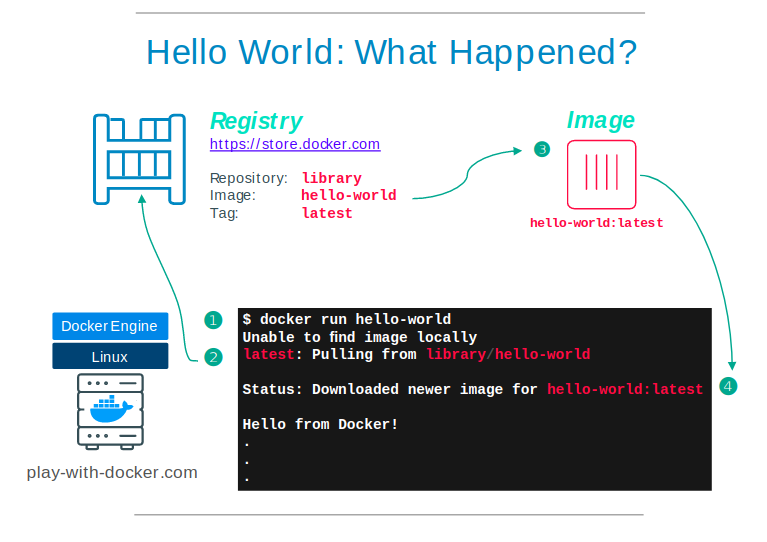 Hello World: What Happened?
Registry
https://store.docker.com
Repository: library
Image: hello-world
Tag: latest
3
Image
hello-world:latest
Docker Engine
Linux
play-with-docker.com
1
2
$ docker run hello-world
Unable to find image locally
latest: Pulling from library/hello-world
Status: Downloaded newer image for hello-world:latest
Hello from Docker!
.
.
.
4